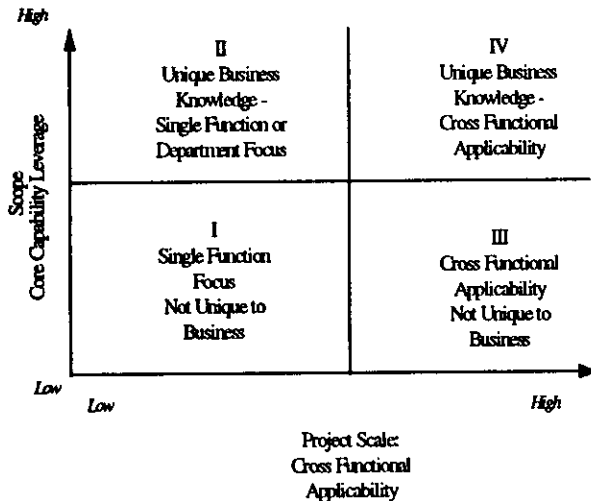 High
II
Unique Business
Knowledge -
Single Function or
Department Focus
IV
Unique Business
Knowledge -
Cross Functional
Applicability
Scope
Core Capability Leverage
I
Single Function
Focus
Not Unique to
Business
III
Cross Functional
Applicability
Not Unique to
Business
Low
Low
High
Project Scale:
Cross Functional
Applicability